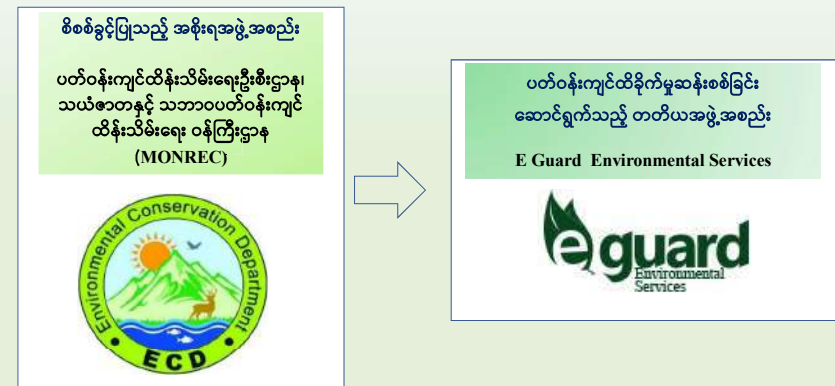 စိစစ်ခွင့်ပြုသည့် အစိုးရအဖွဲ့အစည်း
ပတ်ဝန်းကျင်ထိန်းသိမ်းရေးဦးစီးဌာန၊
သယံဇာတနှင့် သဘာဝပတ်ဝန်းကျင်
ထိန်းသိမ်းရေး ဝန်ကြီးဌာန
(MONREC)
Environmental Conservation Department
ECD
ပတ်ဝန်းကျင်ထိခိုက်မှုဆန်းစစ်ခြင်း
ဆောင်ရွက်သည့် တတိယအဖွဲ့အစည်း
E Guard Environmental Services
eguard
Environmental
Services